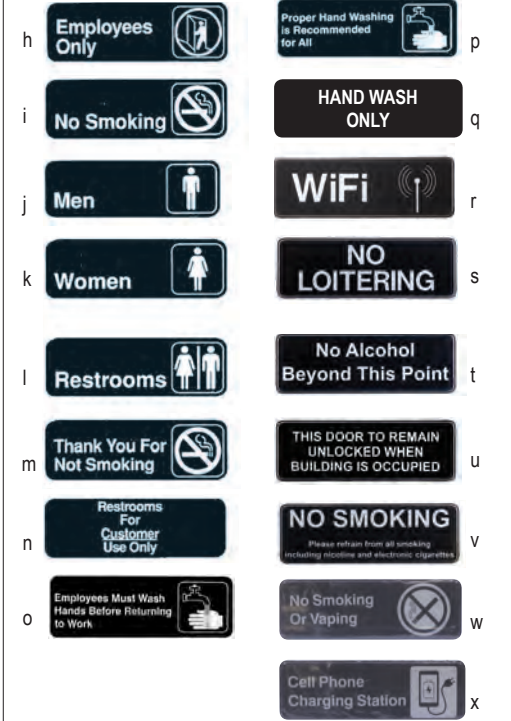 h
Employees
Only
i
No Smoking
j
Men
k
Women
l
Restrooms
m
Thank You For
Not Smoking
n
Restrooms
For
Customer
Use Only
o
Employees Must Wash
Hands Before Returning
to Work
Proper Hand Washing
is Recommended
for All
p
HAND WASH
ONLY
q
WiFi
r
NO
LOITERING
s
No Alcohol
Beyond This Point
t
THIS DOOR TO REMAIN
UNLOCKED WHEN
BUILDING IS OCCUPIED
u
NO SMOKING
Please refrain from all smoking
including nicotine and electronic cigarettes
v
No Smoking
Or Vaping
w
Cell Phone
Charging Station
x